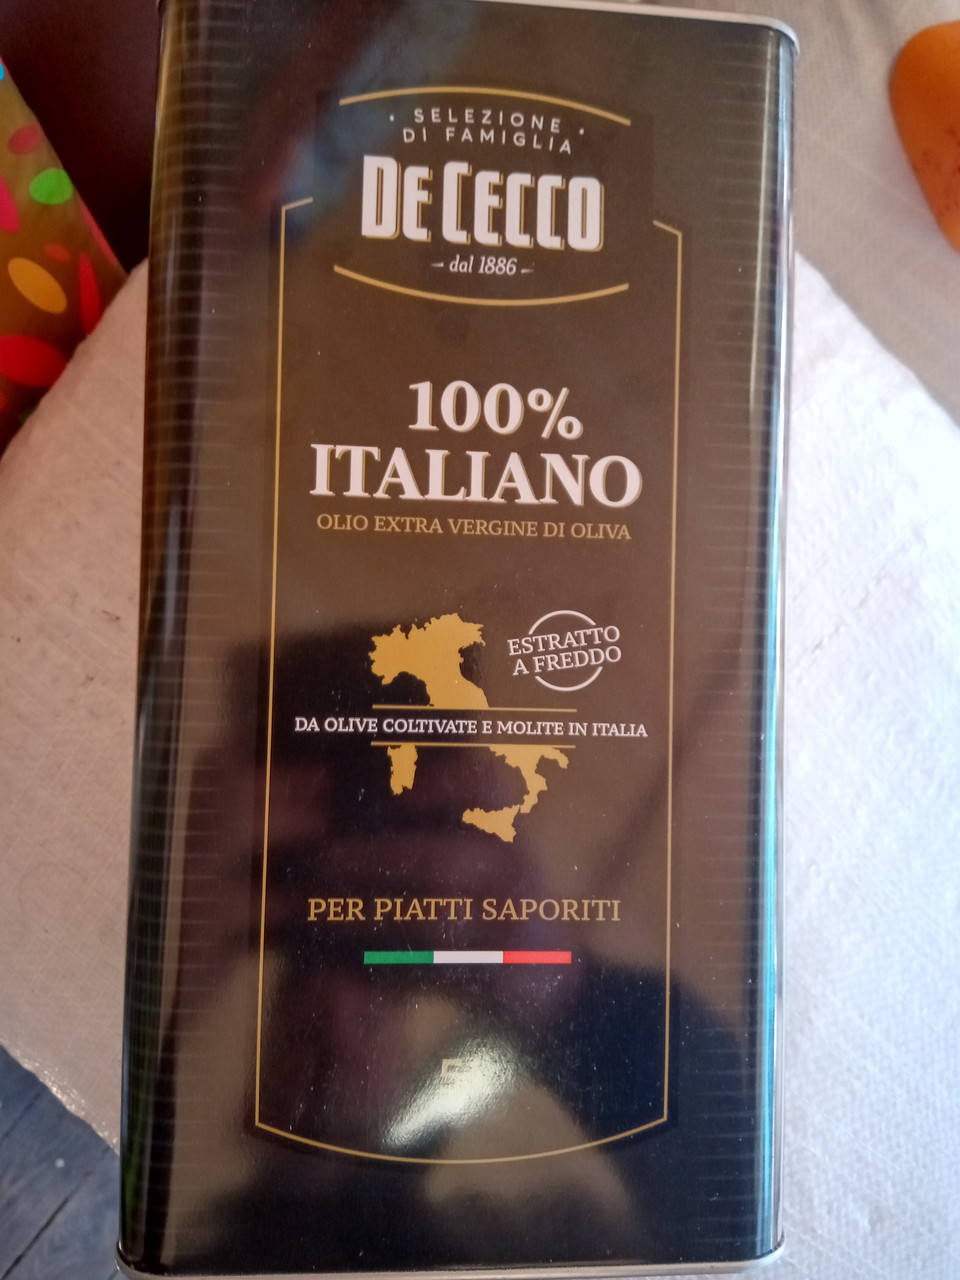 · SELEZIONE ·
DI FAMIGLIA
DE CECCO
– dal 1886 –
100%
ITALIANO
OLIO EXTRA VERGINE DI OLIVA
ESTRATTO
A FREDDO
DA OLIVE COLTIVATE E MOLITE IN ITALIA
PER PIATTI SAPORITI